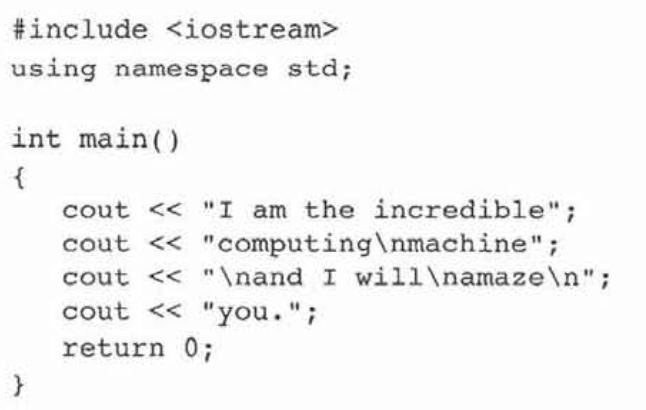 #include <iostream>
using namespace std;

int main()
{
   cout << "I am the incredible";
   cout << "computing\nmachine";
   cout << "\nand I will\namaze\n";
   cout << "you.";
   return 0;
}